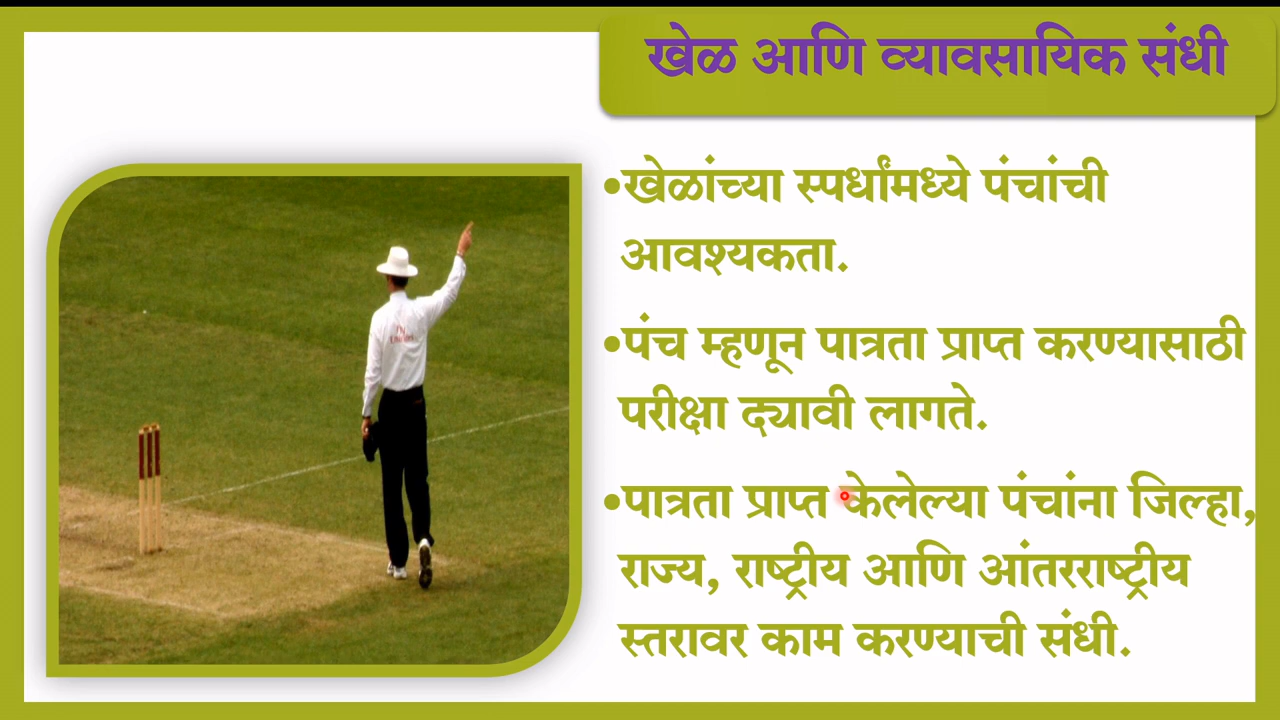 खेळ आणि व्यावसायिक संधी
•खेळांच्या स्पर्धांमध्ये पंचांची
आवश्यकता.
•पंच म्हणून पात्रता प्राप्त करण्यासाठी
परीक्षा द्यावी लागते.
•पात्रता प्राप्त केलेल्या पंचांना जिल्हा,
राज्य, राष्ट्रीय आणि आंतरराष्ट्रीय
स्तरावर काम करण्याची संधी.